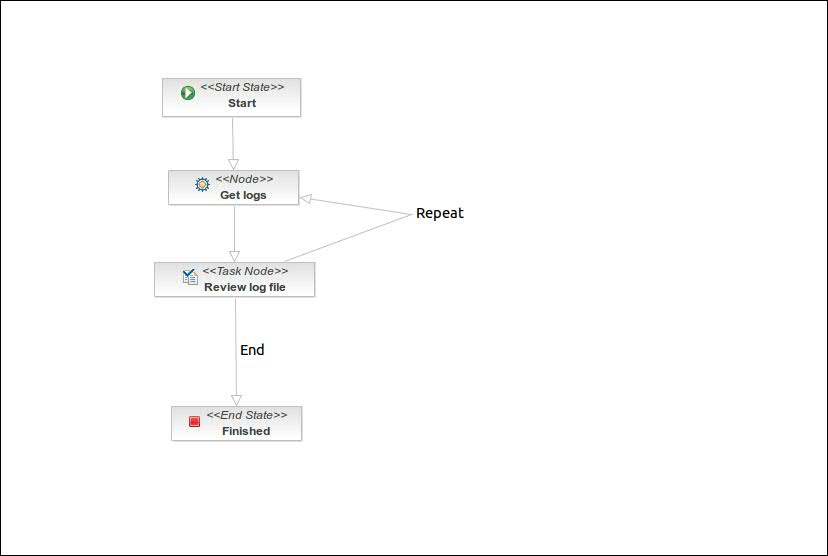 <<Start State>>
Start
<<Node>>
Get logs
Repeat
<<Task Node>>
Review log file
End
<<End State>>
Finished